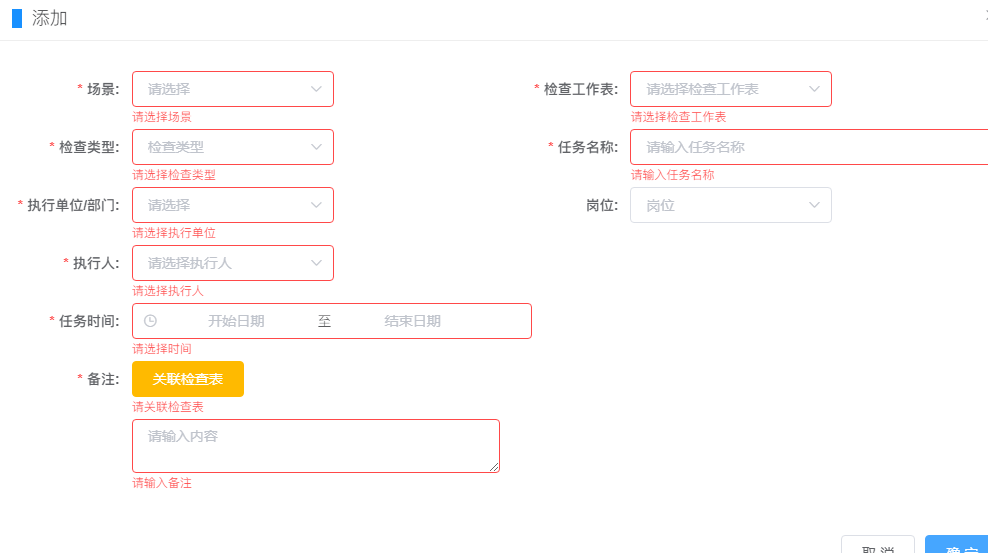 添加
* 场景: 请选择 * 检查工作表: 请选择检查工作表
请选择场景 请选择检查工作表
* 检查类型: 检查类型 * 任务名称: 请输入任务名称
请选择检查类型 请输入任务名称
* 执行单位/部门: 请选择 岗位: 岗位
请选择执行单位
* 执行人: 请选择执行人
请选择执行人
* 任务时间: 开始日期 至 结束日期
请选择时间
* 备注: 关联检查表
请关联检查表
请输入内容
请输入备注
取消 确定